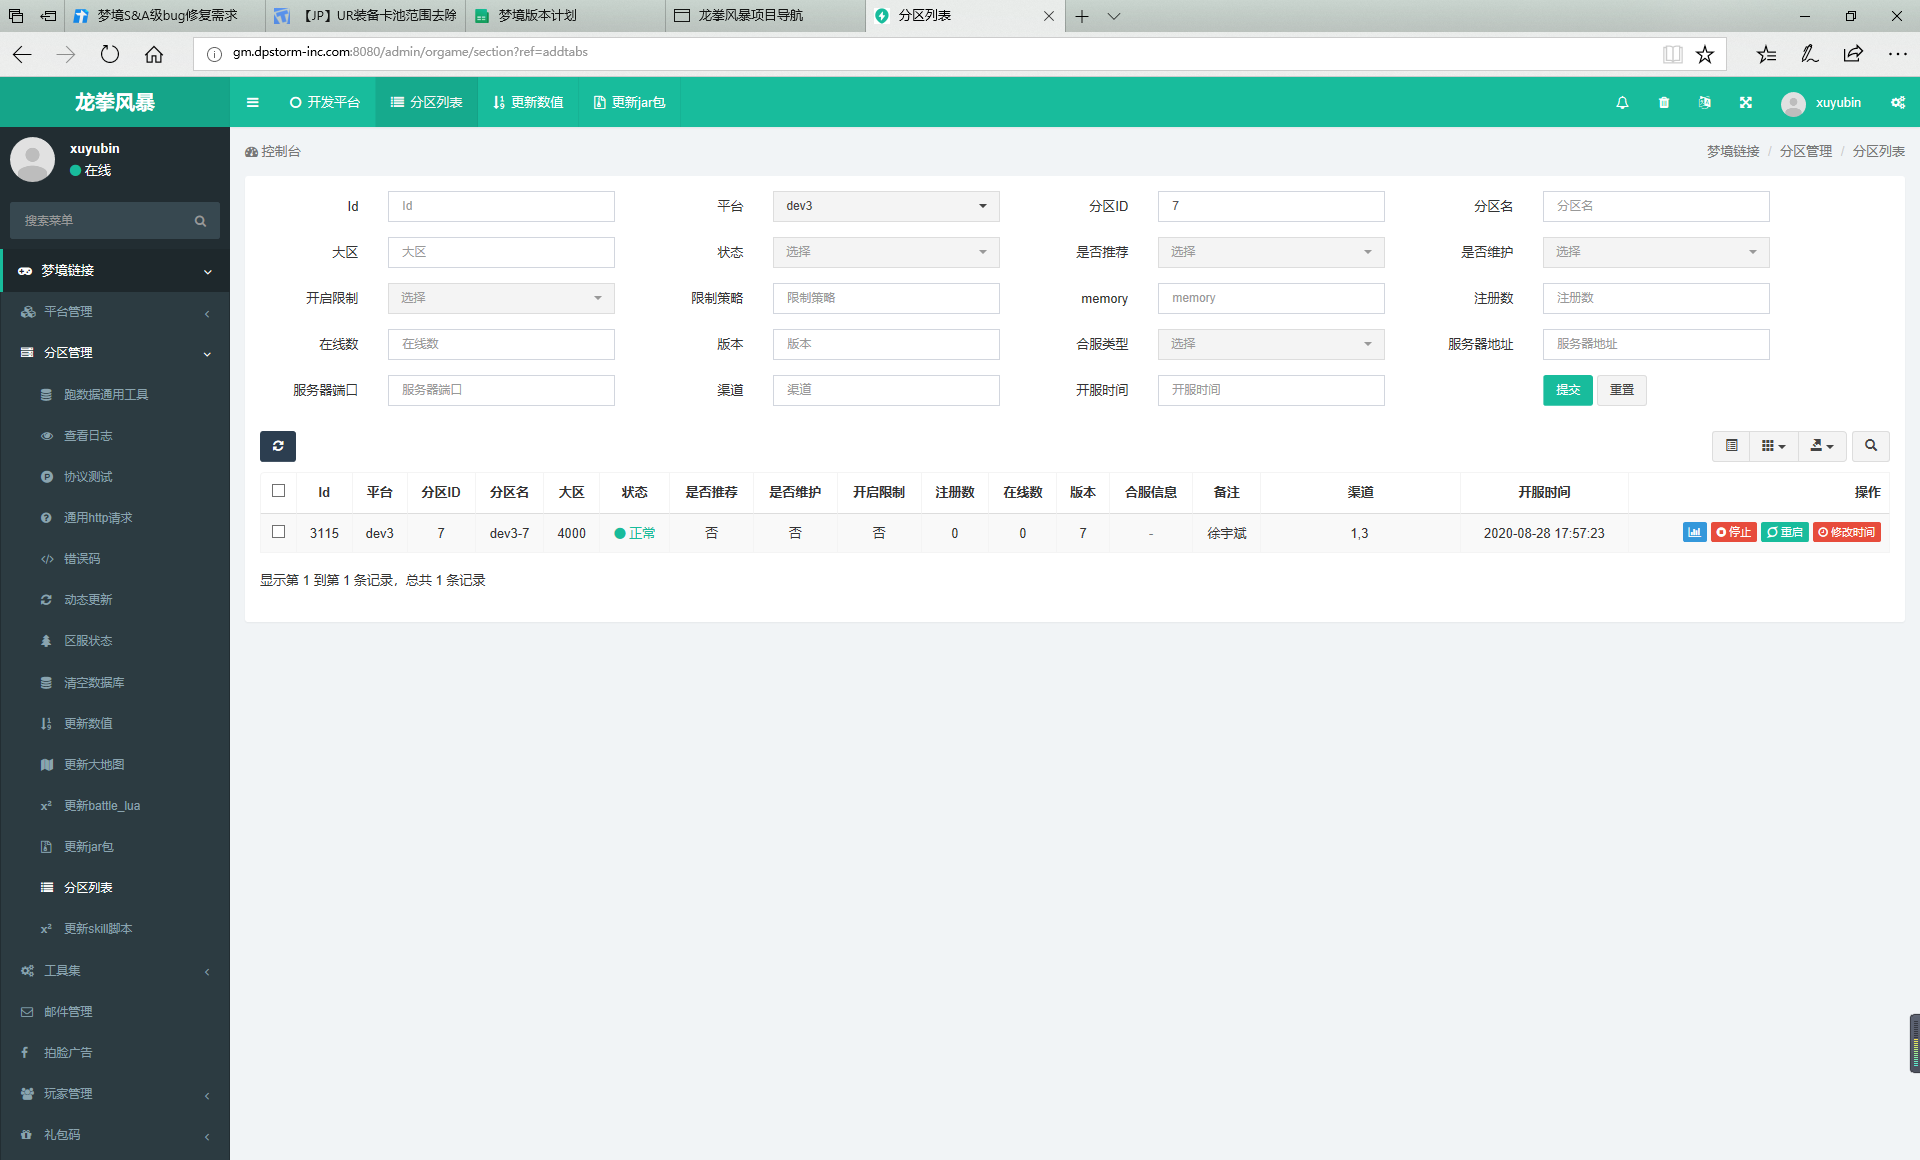 梦境S&A级bug修复需求
【JP】UR装备卡池范围去除
梦境版本计划
龙拳风暴项目导航
分区列表
gm.dpstorm-inc.com:8080/admin/orgame/section?ref=addtabs
龙拳风暴
开发平台
分区列表
更新数值
更新jar包
xuyubin
xuyubin
在线
搜索菜单
梦境链接
平台管理
分区管理
跑数据通用工具
查看日志
协议测试
通用http请求
错误码
动态更新
区服状态
清空数据库
更新数值
更新大地图
更新battle_lua
更新jar包
分区列表
更新skill脚本
工具集
邮件管理
拍脸广告
玩家管理
礼包码
控制台
梦境链接 / 分区管理 / 分区列表
Id Id 平台 dev3 分区ID 7 分区名 分区名
大区 大区 状态 选择 是否推荐 选择 是否维护 选择
开启限制 选择 限制策略 限制策略 memory memory 注册数 注册数
在线数 在线数 版本 版本 合服类型 选择 服务器地址 服务器地址
服务器端口 服务器端口 渠道 渠道 开服时间 开服时间 提交 重置
Id 平台 分区ID 分区名 大区 状态 是否推荐 是否维护 开启限制 注册数 在线数 版本 合服信息 备注 渠道 开服时间 操作
3115 dev3 7 dev3-7 4000 正常 否 否 否 0 0 7 - 徐宇斌 1,3 2020-08-28 17:57:23 停止 重启 修改时间
显示第 1 到第 1 条记录，总共 1 条记录